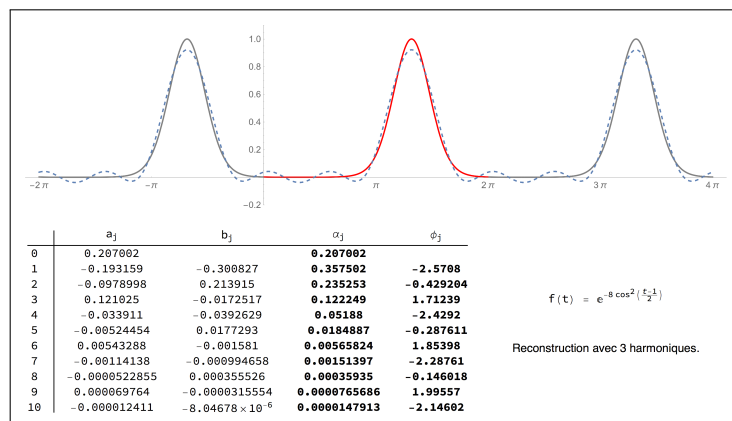 1.0
0.8
0.6
0.4
0.2
-0.2
-2 π −π π 2 π 3 π 4 π
a_j b_j α_j ϕ_j
0 0.207002 0.207002
1 -0.193159 -0.300827 0.357502 -2.5708
2 -0.0978998 0.213915 0.235253 -0.429204
3 0.121025 -0.0172517 0.122249 1.71239
4 -0.033911 -0.0392629 0.05188 -2.4292
5 -0.00524454 0.0177293 0.0184887 -0.287611
6 0.00543288 -0.001581 0.00565824 1.85398
7 -0.00114138 -0.000994658 0.00151397 -2.28761
8 -0.0000522855 0.000355526 0.00035935 -0.146018
9 0.000069764 -0.0000315554 0.0000765686 1.99557
10 -0.000012411 -8.04678×10^-6 0.0000147913 -2.14602
f(t) = e^(-8 cos^2((t-1)/2))
Reconstruction avec 3 harmoniques.